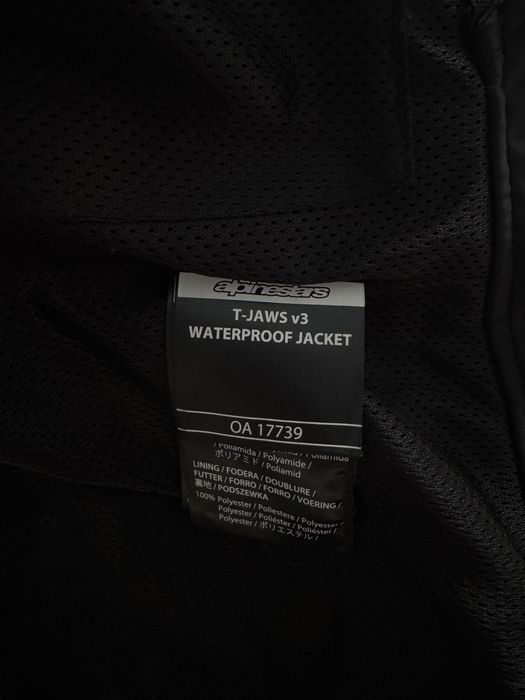 alpinestars
T-JAWS v3
WATERPROOF JACKET
OA 17739
/ Poliamida / Polyamide /
ポリアミド / Poliamid
LINING / FODERA / DOUBLURE /
FUTTER / FORRO / FORRO / VOERING /
裏地 / PODSZEWKA
100% Polyester / Poliestere / Polyester /
Polyester / Poliéster / Poliéster /
Polyester / ポリエステル /